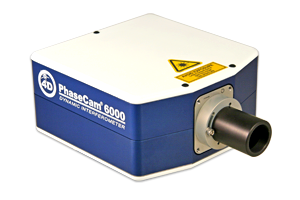 4D
PhaseCam® 6000
DYNAMIC INTERFEROMETER